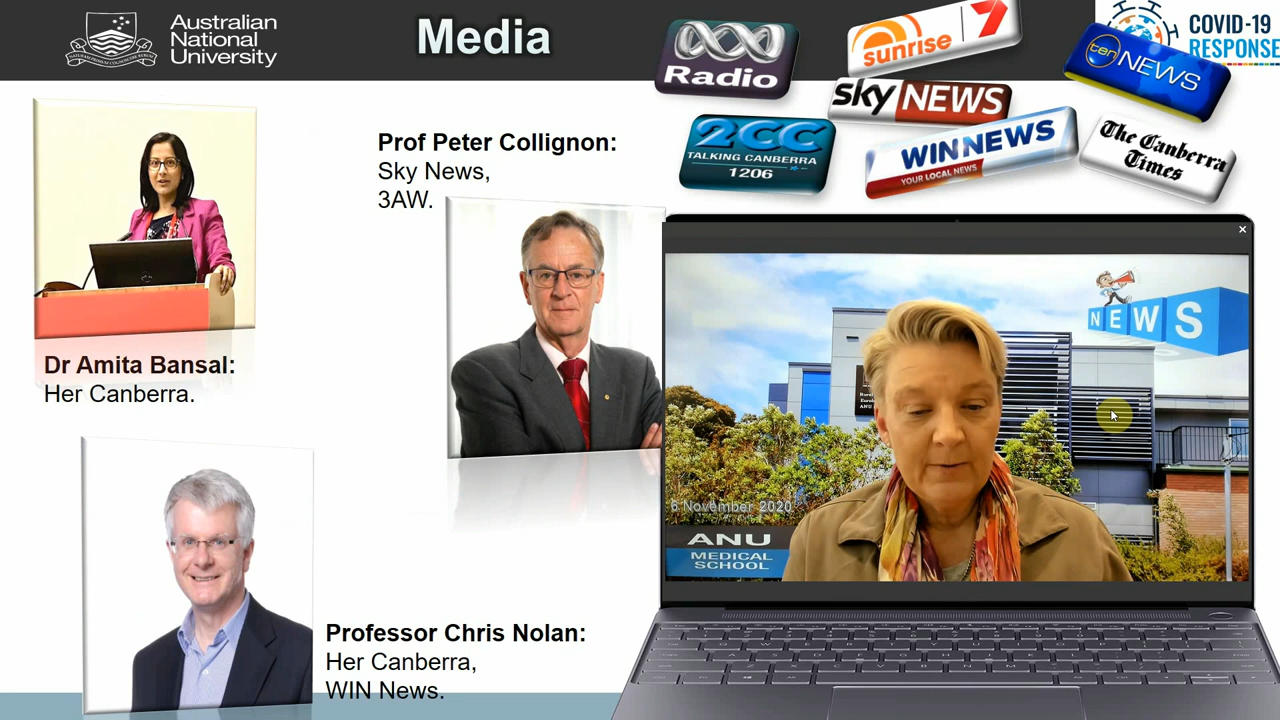 Australian
National
University
Media
Radio
sunrise 7
COVID-19
RESPONSE
ten NEWS
sky NEWS
2CC
TALKING CANBERRA
1206
WIN NEWS
YOUR LOCAL NEWS
The Canberra
Times
Prof Peter Collignon:
Sky News,
3AW.
Dr Amita Bansal:
Her Canberra.
NEWS
6 November 2020
ANU
MEDICAL
SCHOOL
Professor Chris Nolan:
Her Canberra,
WIN News.